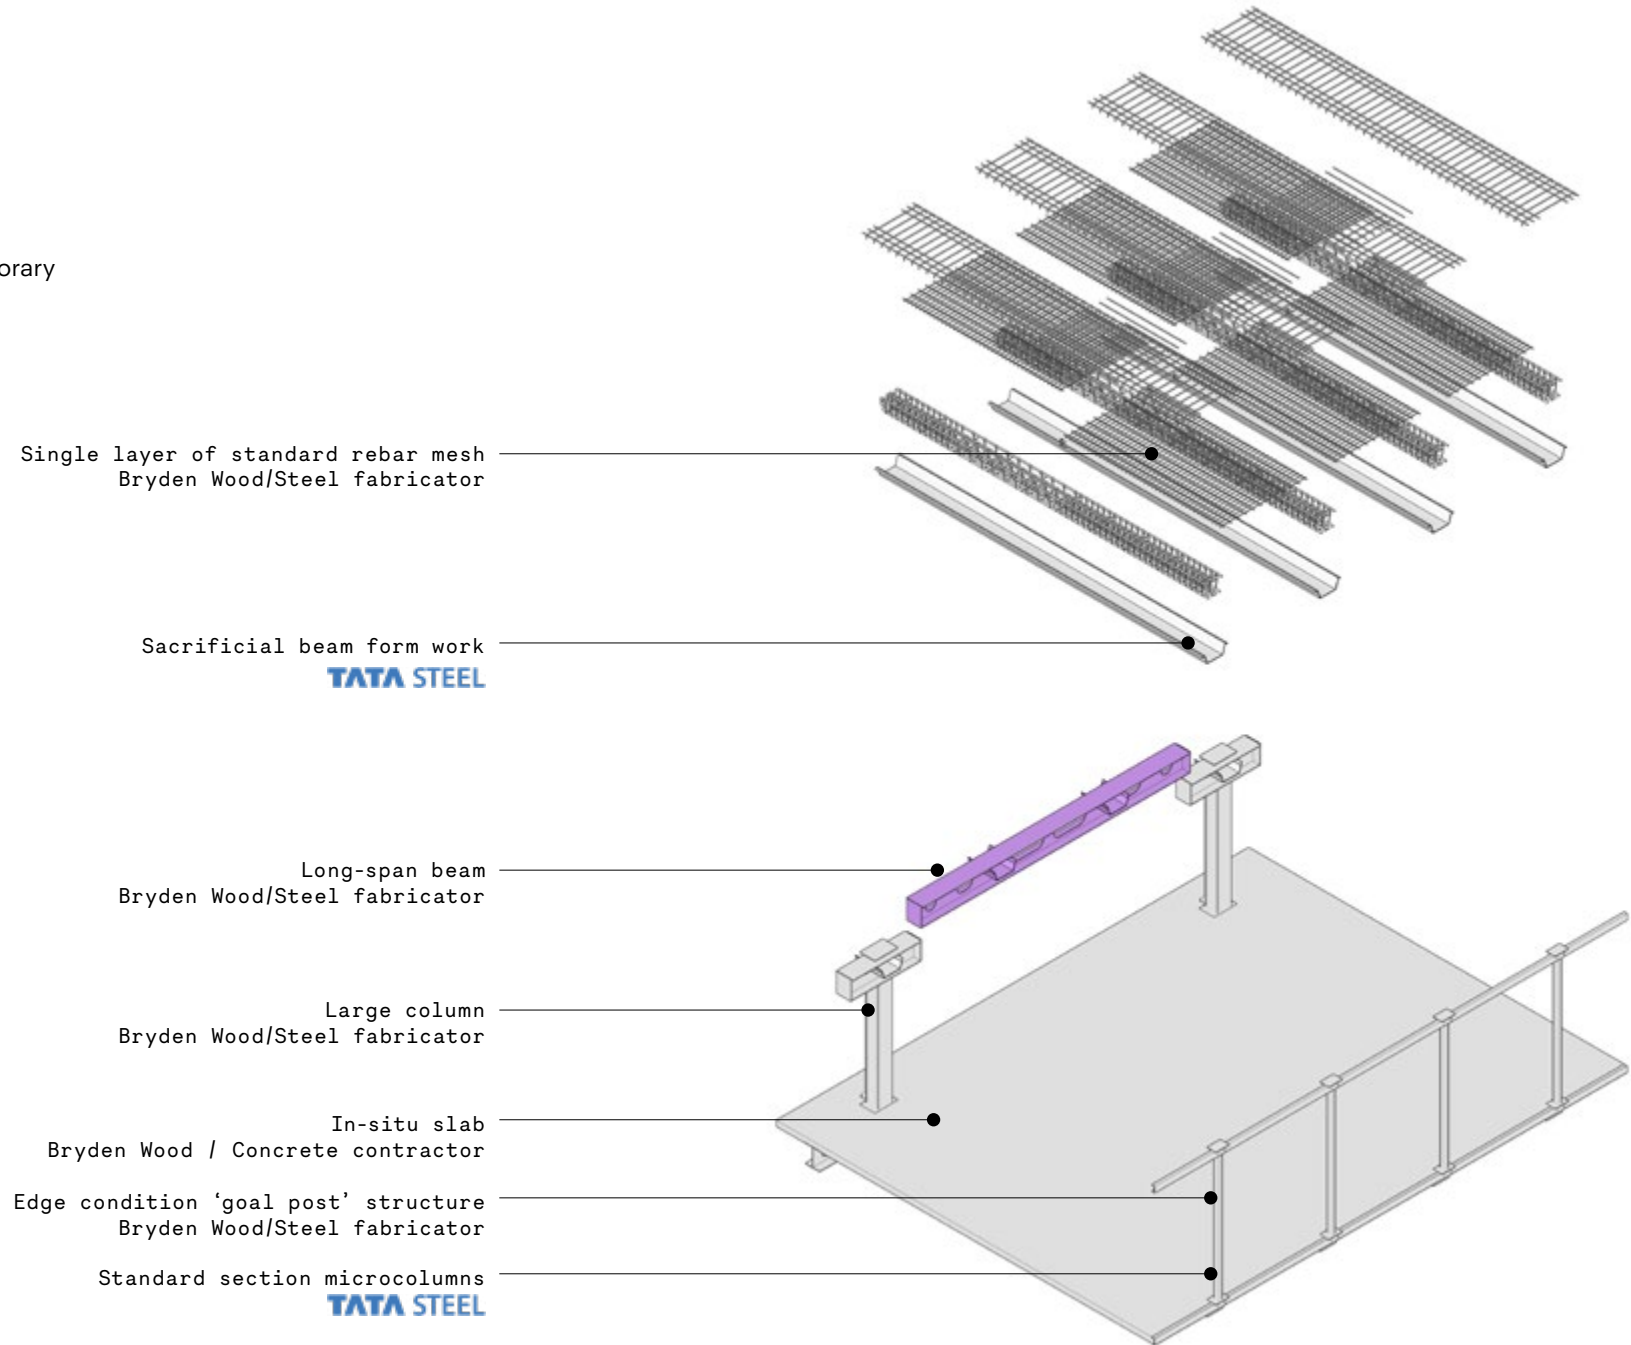 orary
Single layer of standard rebar mesh
Bryden Wood/Steel fabricator
Sacrificial beam form work
TATA STEEL
Long-span beam
Bryden Wood/Steel fabricator
Large column
Bryden Wood/Steel fabricator
In-situ slab
Bryden Wood / Concrete contractor
Edge condition ‘goal post’ structure
Bryden Wood/Steel fabricator
Standard section microcolumns
TATA STEEL